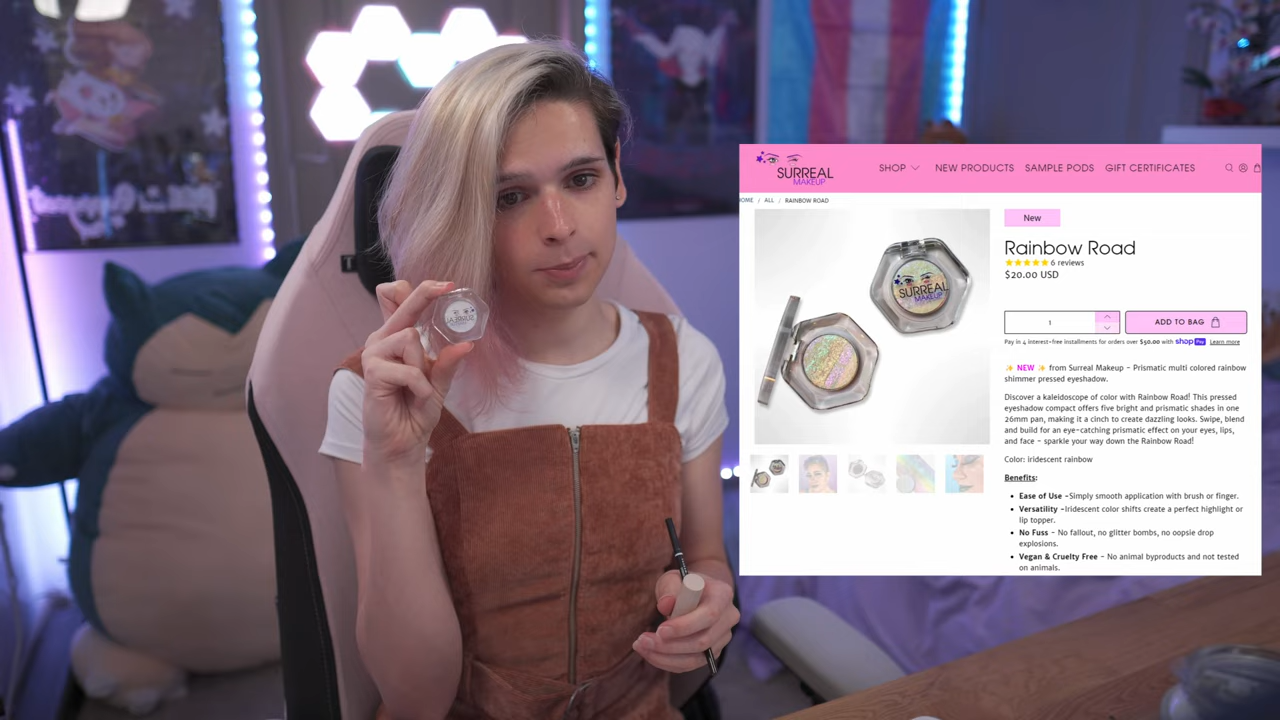 SURREAL
MAKEUP
SHOP
NEW PRODUCTS
SAMPLE PODS
GIFT CERTIFICATES
OME / ALL / RAINBOW ROAD
SURREAL
MAKEUP
New
Rainbow Road
6 reviews
$20.00 USD
1
ADD TO BAG
Pay in 4 interest-free installments for orders over $50.00 with shop Pay Learn more
✨ NEW ✨ from Surreal Makeup - Prismatic multi colored rainbow
shimmer pressed eyeshadow.
Discover a kaleidoscope of color with Rainbow Road! This pressed
eyeshadow compact offers five bright and prismatic shades in one
26mm pan, making it a cinch to create dazzling looks. Swipe, blend
and build for an eye-catching prismatic effect on your eyes, lips,
and face - sparkle your way down the Rainbow Road!
Color: iridescent rainbow
Benefits:
• Ease of Use -Simply smooth application with brush or finger.
• Versatility -Iridescent color shifts create a perfect highlight or
lip topper.
• No Fuss - No fallout, no glitter bombs, no oopsie drop
explosions.
• Vegan & Cruelty Free - No animal byproducts and not tested
on animals.